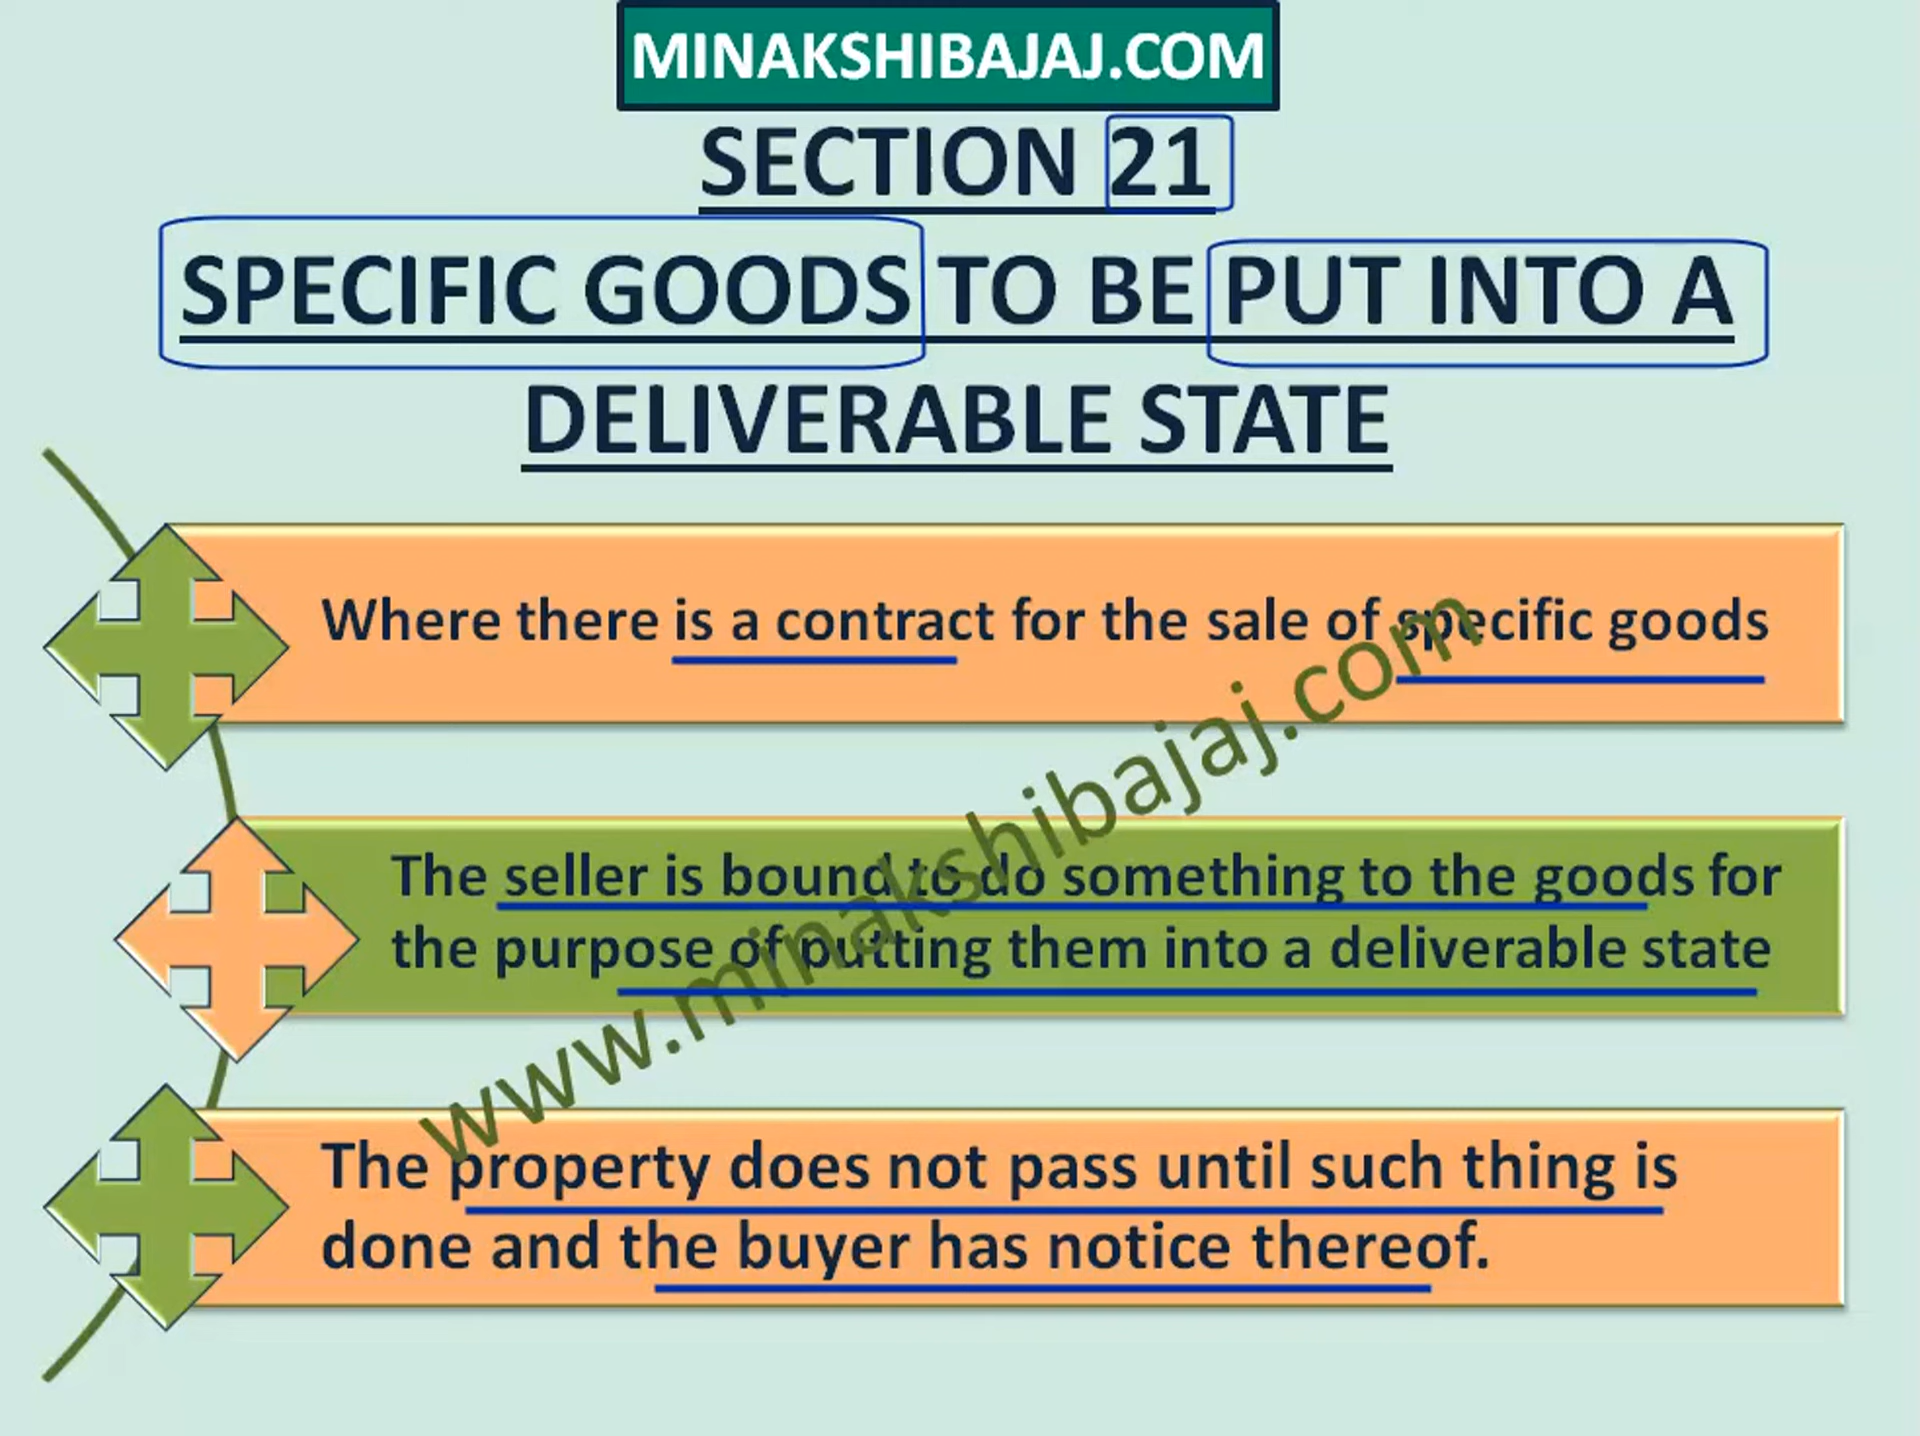 MINAKSHIBAJAJ.COM
SECTION 21
SPECIFIC GOODS TO BE PUT INTO A
DELIVERABLE STATE
Where there is a contract for the sale of specific goods
The seller is bound to do something to the goods for
the purpose of putting them into a deliverable state
The property does not pass until such thing is
done and the buyer has notice thereof.
www.minakshibajaj.com